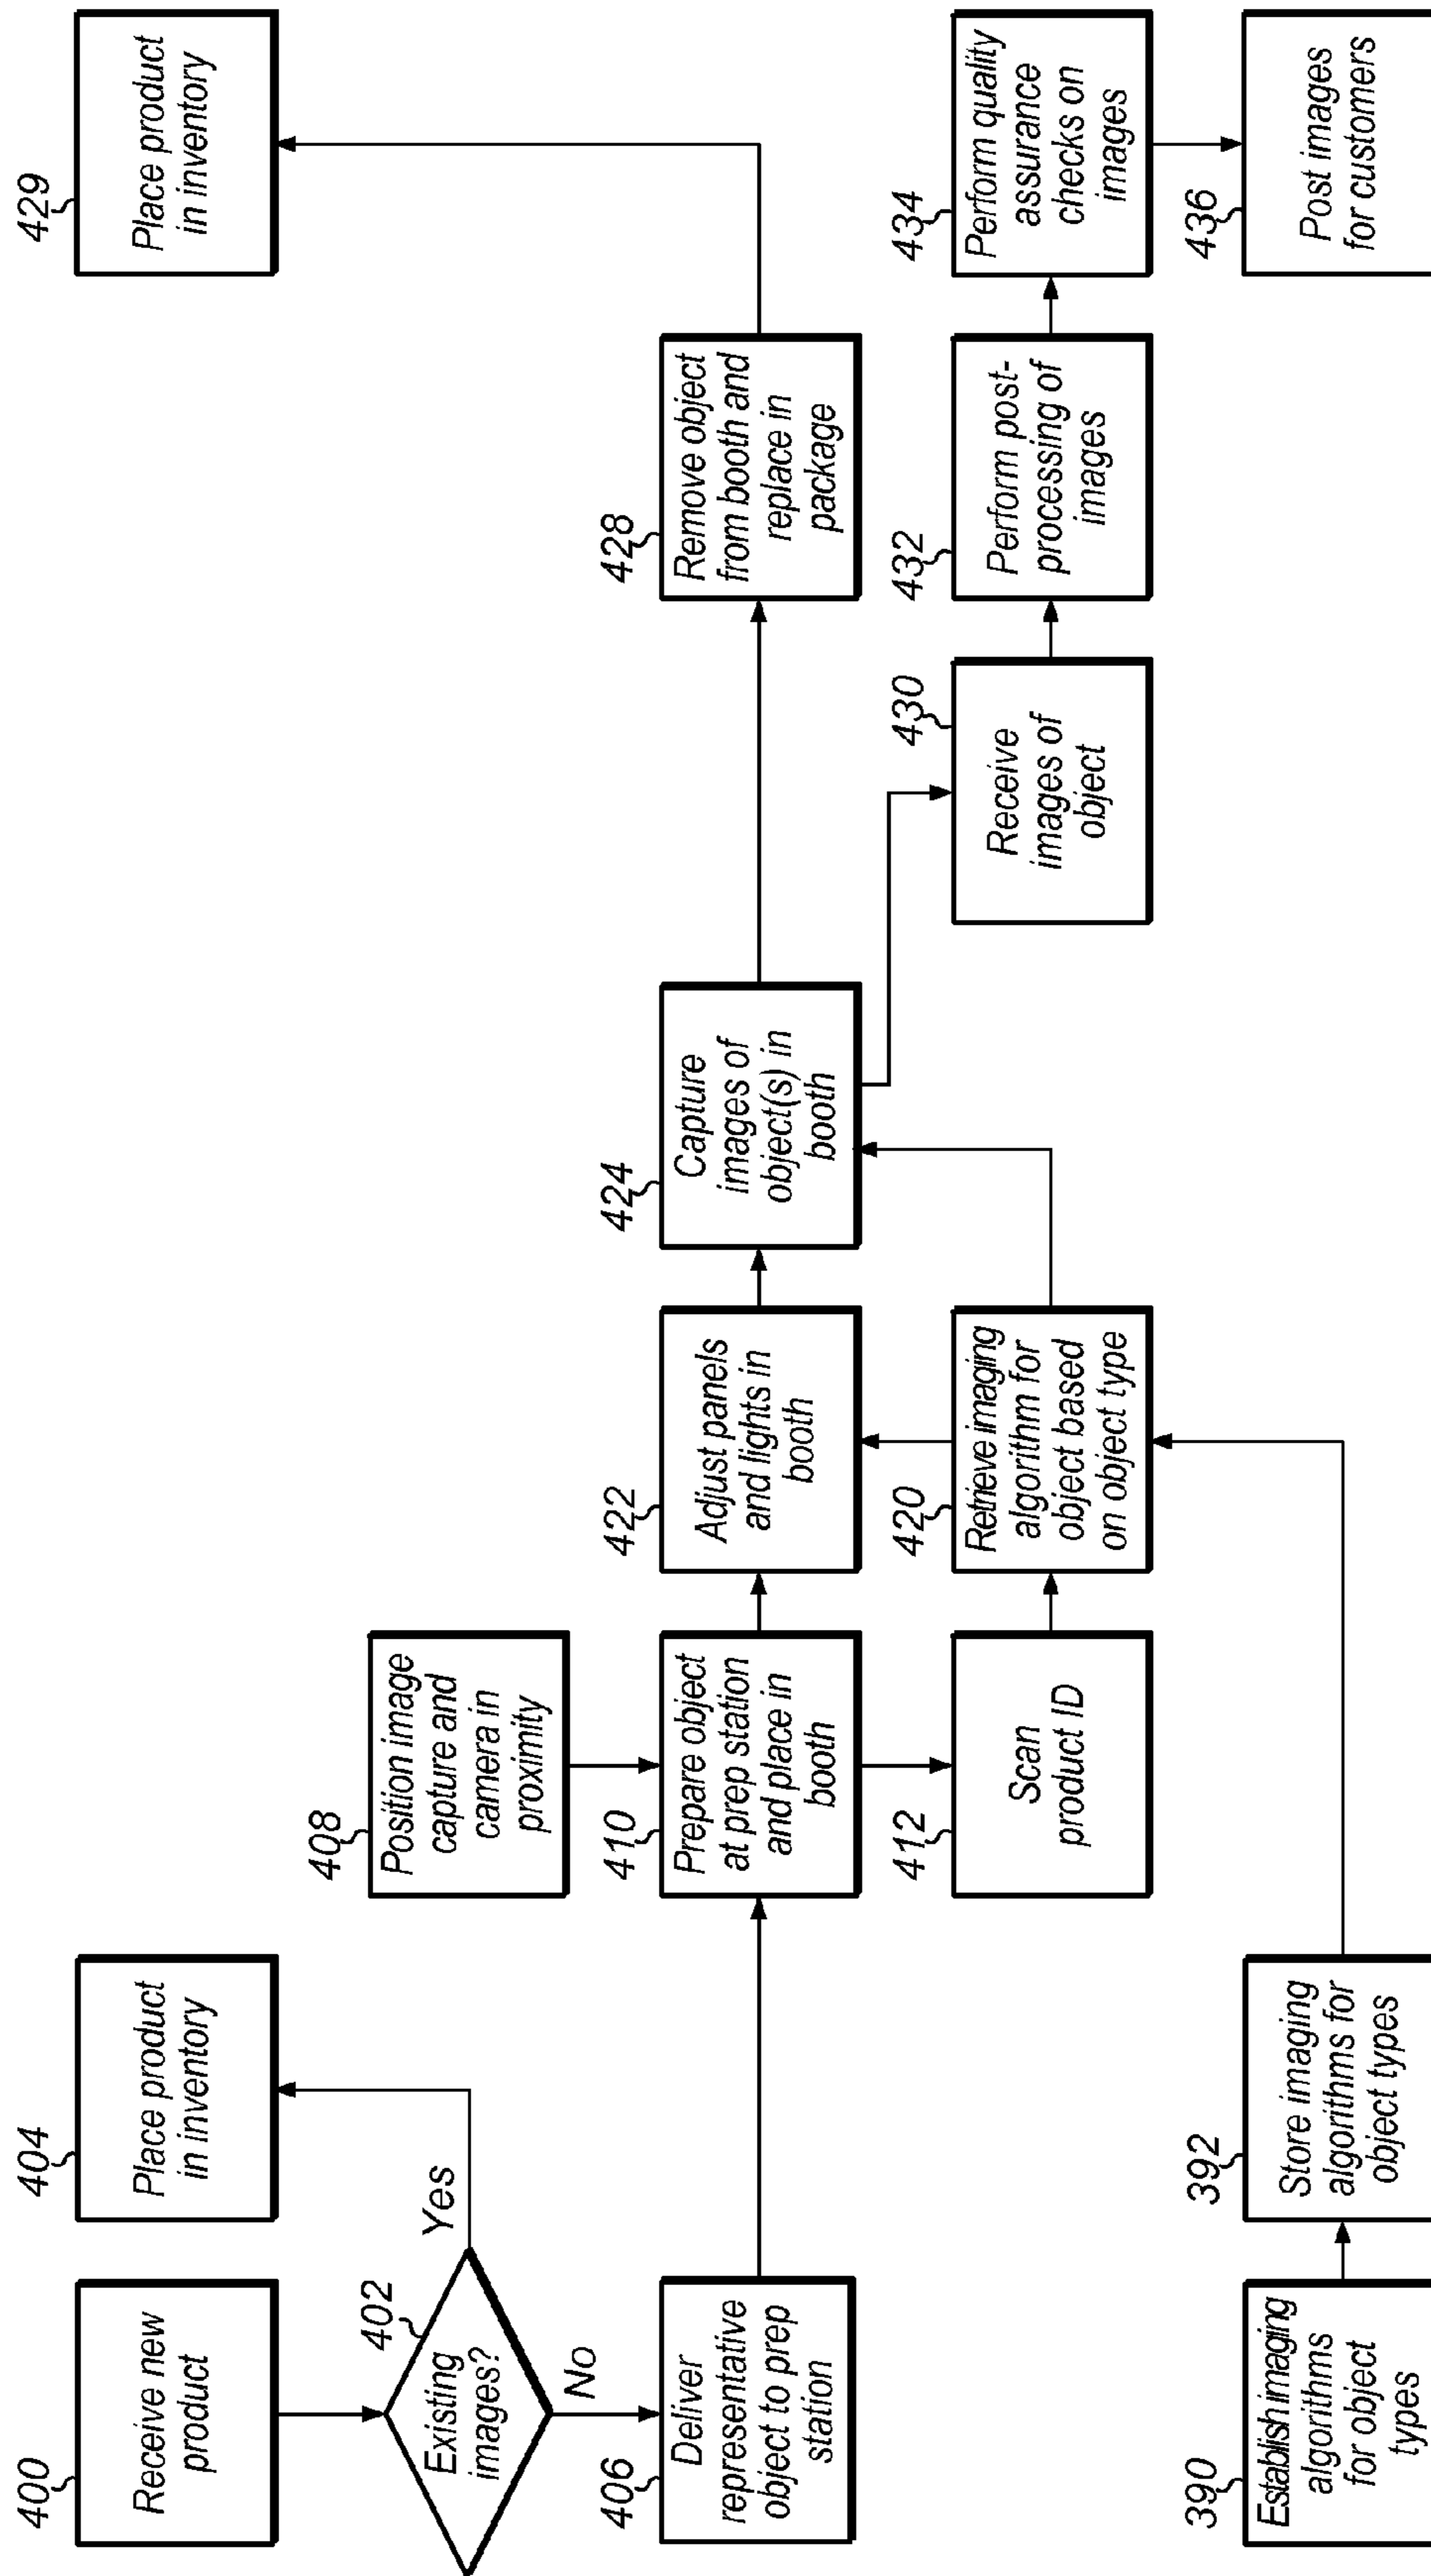 400
Receive new
product
402
Existing
images?
Yes
No
404
Place product
in inventory
406
Deliver
representative
object to prep
station
408
Position image
capture and
camera in
proximity
410
Prepare object
at prep station
and place in
booth
412
Scan
product ID
390
Establish imaging
algorithms
for object
types
392
Store imaging
algorithms for
object types
420
Retrieve imaging
algorithm for
object based
on object type
422
Adjust panels
and lights in
booth
424
Capture
images of
object(s) in
booth
428
Remove object
from booth and
replace in
package
429
Place product
in inventory
430
Receive
images of
object
432
Perform post-
processing of
images
434
Perform quality
assurance
checks on
images
436
Post images
for customers